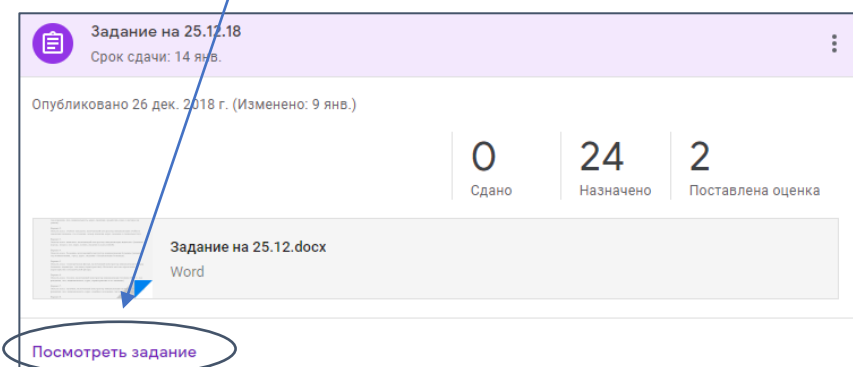 Задание на 25.12.18
Срок сдачи: 14 янв.
Опубликовано 26 дек. 2018 г. (Изменено: 9 янв.)
0 24 2
Сдано Назначено Поставлена оценка
Задание на 25.12.docx
Word
Посмотреть задание